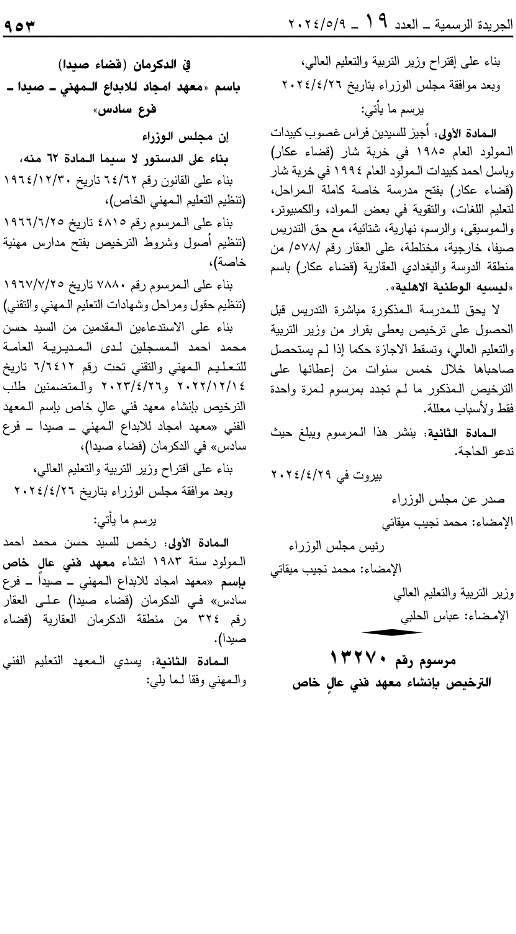 الجريدة الرسمية ــ العدد ١٩ ــ ٢٠٢٤/٥/٩
٩٥٣
بناء على إقتراح وزير التربية والتعليم العالي،
وبعد موافقة مجلس الوزراء بتاريخ ٢٠٢٤/٤/٢٦
يرسم ما يأتي:
المادة الأولى: أجيز للسيدين فراس غصوب كبيدات
المولود العام ١٩٨٥ في خربة شار (قضاء عكار)
وباسل احمد كبيدات المولود العام ١٩٩٤ في خربة شار
(قضاء عكار) بفتح مدرسة خاصة كاملة المراحل،
لتعليم اللغات، والتقوية في بعض المواد، والكمبيوتر،
والموسيقى، والرسم، نهارية، شتائية، مع حق التدريس
صيفا، خارجية، مختلطة، على العقار رقم /٥٧٨/ من
منطقة الدوسة والبغدادي العقارية (قضاء عكار) باسم
«ليسيه الوطنية الاهلية».
لا يحق للمدرسة المذكورة مباشرة التدريس قبل
الحصول على ترخيص يعطى بقرار من وزير التربية
والتعليم العالي، وتسقط الاجازة حكما إذا لم يستحصل
صاحباها خلال خمس سنوات من إعطائها على
الترخيص المذكور ما لم تجدد بمرسوم لمرة واحدة
فقط ولأسباب معللة.
المادة الثانية: ينشر هذا المرسوم ويبلغ حيث
تدعو الحاجة.
بيروت في ٢٠٢٤/٤/٢٩
صدر عن مجلس الوزراء
الإمضاء: محمد نجيب ميقاتي
رئيس مجلس الوزراء
الإمضاء: محمد نجيب ميقاتي
وزير التربية والتعليم العالي
الإمضاء: عباس الحلبي
مرسوم رقم ١٣٢٧٠
الترخيص بإنشاء معهد فني عالٍ خاص
في الدكرمان (قضاء صيدا)
باسم «معهد امجاد للابداع المهني ــ صيدا ــ
فرع سادس»
إن مجلس الوزراء
بناء على الدستور لا سيما المادة ٦٢ منه،
بناء على القانون رقم ٦٤/٦٢ تاريخ ١٩٦٤/١٢/٣٠
(تنظيم التعليم المهني الخاص)،
بناء على المرسوم رقم ٤٨١٥ تاريخ ١٩٦٦/٦/٢٥
(تنظيم أصول وشروط الترخيص بفتح مدارس مهنية
خاصة)،
بناء على المرسوم رقم ٧٨٨٠ تاريخ ١٩٦٧/٧/٢٥
(تنظيم حقول ومراحل وشهادات التعليم المهني والتقني)
بناء على الاستدعاءين المقدمين من السيد حسن
محمد احمد المسجلين لدى المديرية العامة
للتعليم المهني والتقني تحت رقم ٦/٦٤١٢ تاريخ
٢٠٢٢/١٢/١٤ و٢٠٢٣/٤/٢٦ والمتضمنين طلب
الترخيص بإنشاء معهد فني عالٍ خاص بإسم «المعهد
الفني «معهد امجاد للابداع المهني ــ صيدا ــ فرع
سادس» في الدكرمان (قضاء صيدا)،
بناء على اقتراح وزير التربية والتعليم العالي،
وبعد موافقة مجلس الوزراء بتاريخ ٢٠٢٤/٤/٢٦
يرسم ما يأتي:
المادة الأولى: رخص للسيد حسن محمد احمد
المولود سنة ١٩٨٣ انشاء معهد فني عالٍ خاص
بإسم «معهد امجاد للابداع المهني ــ صيدا ــ فرع
سادس» في الدكرمان (قضاء صيدا) على العقار
رقم ٣٢٤ من منطقة الدكرمان العقارية (قضاء
صيدا).
المادة الثانية: يسدي المعهد التعليم الفني
والمهني وفقا لما يلي: